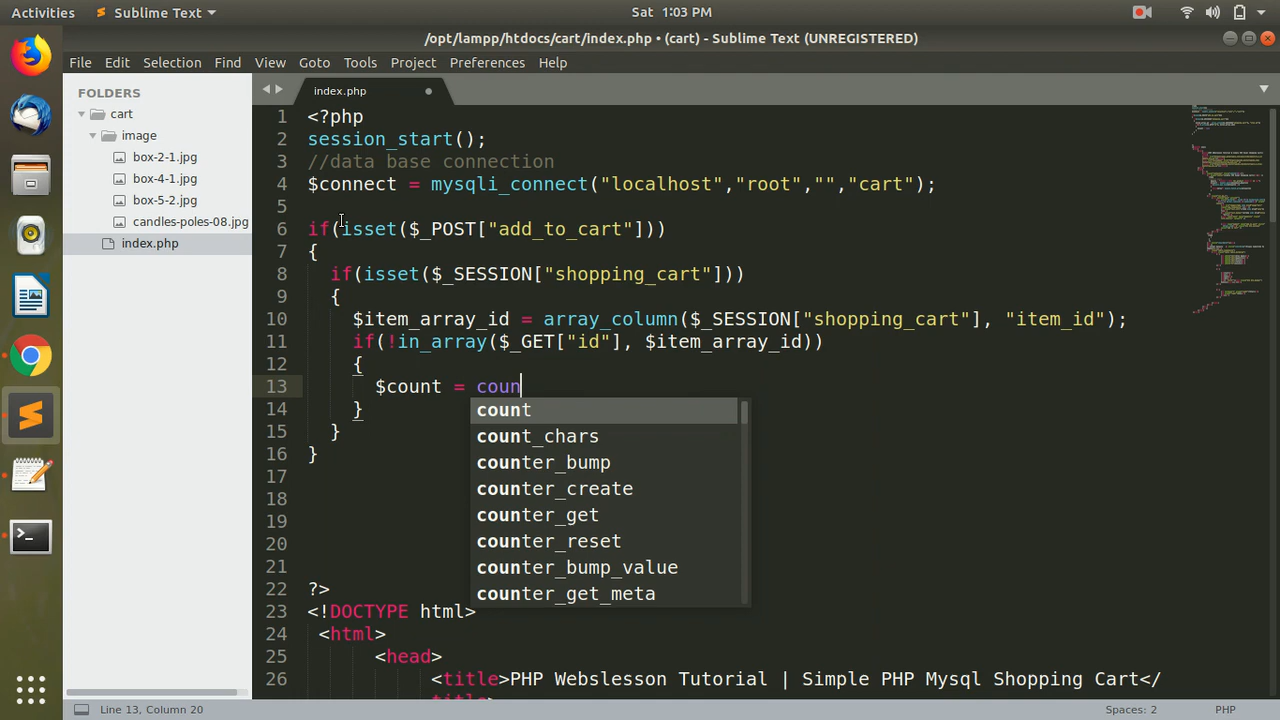 Activities Sublime Text Sat 1:03 PM
/opt/lampp/htdocs/cart/index.php • (cart) - Sublime Text (UNREGISTERED)
File Edit Selection Find Goto Tools Project Preferences Help
FOLDERS
cart
image
box-2-1.jpg
box-4-1.jpg
box-5-2.jpg
candles-poles-08.jpg
index.php
index.php
1 <?php
2 session_start();
3 //data base connection
4 $connect = mysqli_connect("localhost","root","","cart");
5
6 if(isset($_POST["add_to_cart"]))
7 {
8 if(isset($_SESSION["shopping_cart"]))
9 {
10 $item_array_id = array_column($_SESSION["shopping_cart"], "item_id");
11 if(!in_array($_GET["id"], $item_array_id))
12 {
13 $count = coun
14 }
15 }
16 }
17
18
19
20
21
22 ?>
23 <!DOCTYPE html>
24 <html>
25 <head>
26 <title>PHP Webslesson Tutorial | Simple PHP Mysql Shopping Cart</
count
count_chars
counter_bump
counter_create
counter_get
counter_reset
counter_bump_value
counter_get_meta
Line 13, Column 20 Spaces: 2 PHP